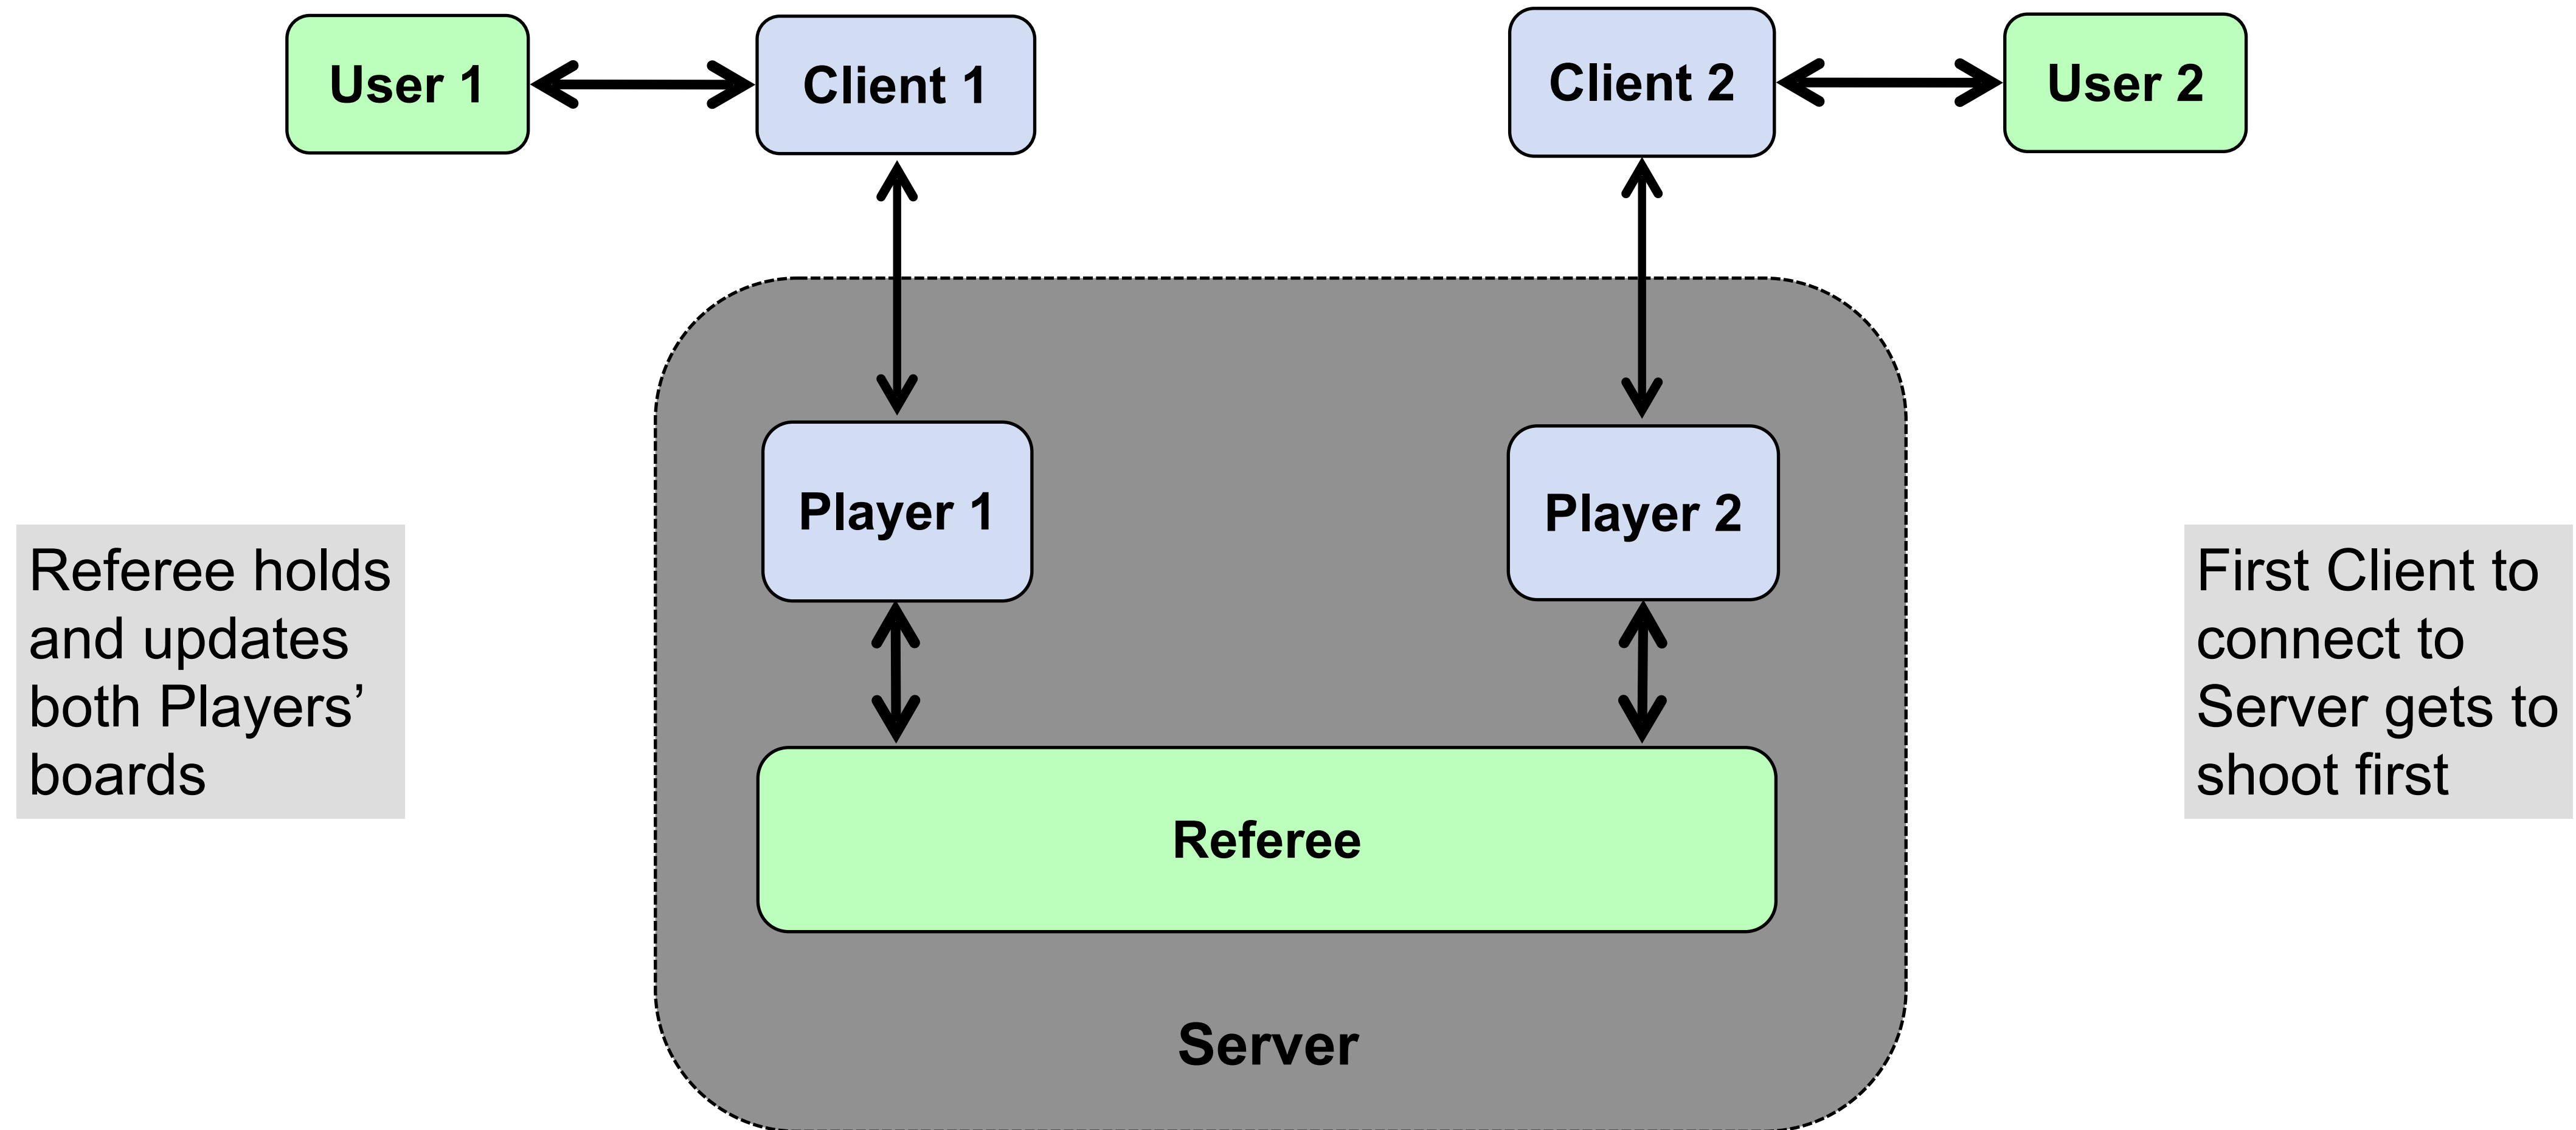 User 1
Client 1
Client 2
User 2
Player 1
Player 2
Referee holds
and updates
both Players’
boards
First Client to
connect to
Server gets to
shoot first
Referee
Server